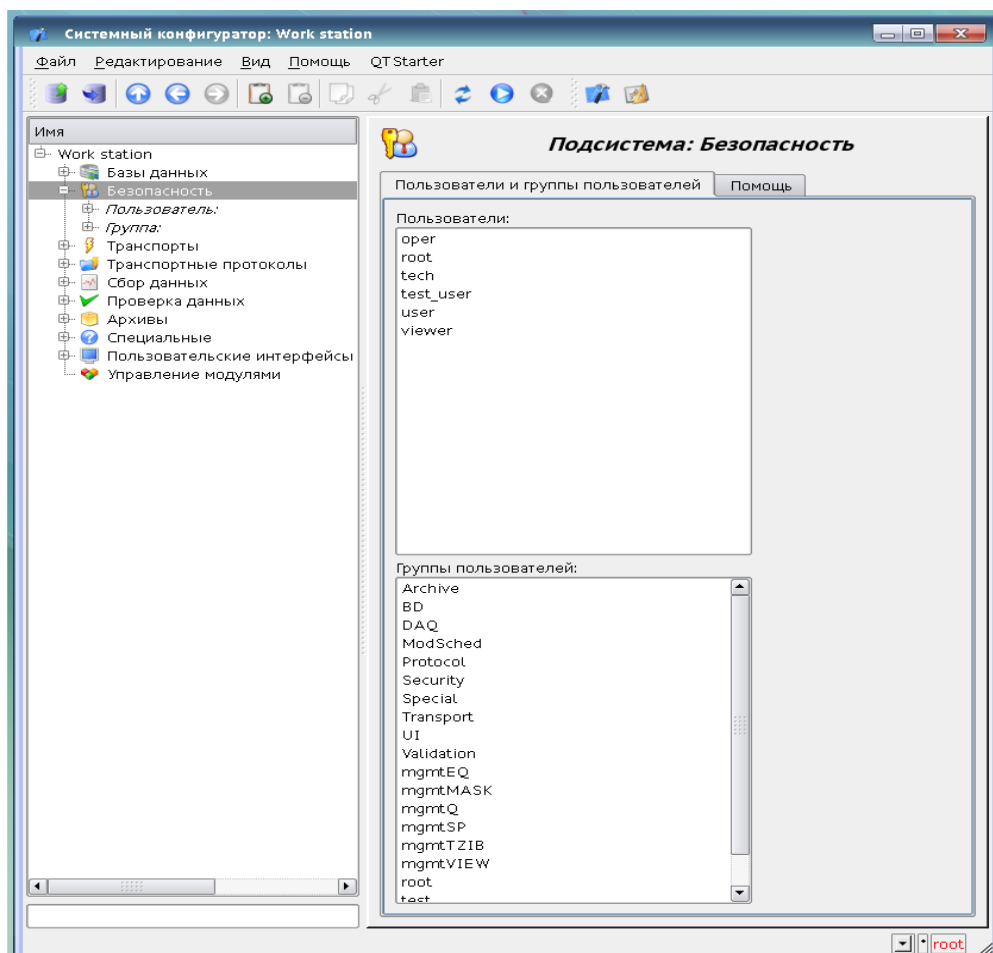 Системный конфигуратор: Work station
Файл Редактирование Вид Помощь QTStarter
Имя
Work station
Базы данных
Безопасность
Пользователь:
Группа:
Транспорты
Транспортные протоколы
Сбор данных
Проверка данных
Архивы
Специальные
Пользовательские интерфейсы
Управление модулями
Подсистема: Безопасность
Пользователи и группы пользователей Помощь
Пользователи:
oper
root
tech
test_user
user
viewer
Группы пользователей:
Archive
BD
DAQ
ModSched
Protocol
Security
Special
Transport
UI
Validation
mgmtEQ
mgmtMASK
mgmtQ
mgmtSP
mgmtTZIB
mgmtVIEW
root
test
root